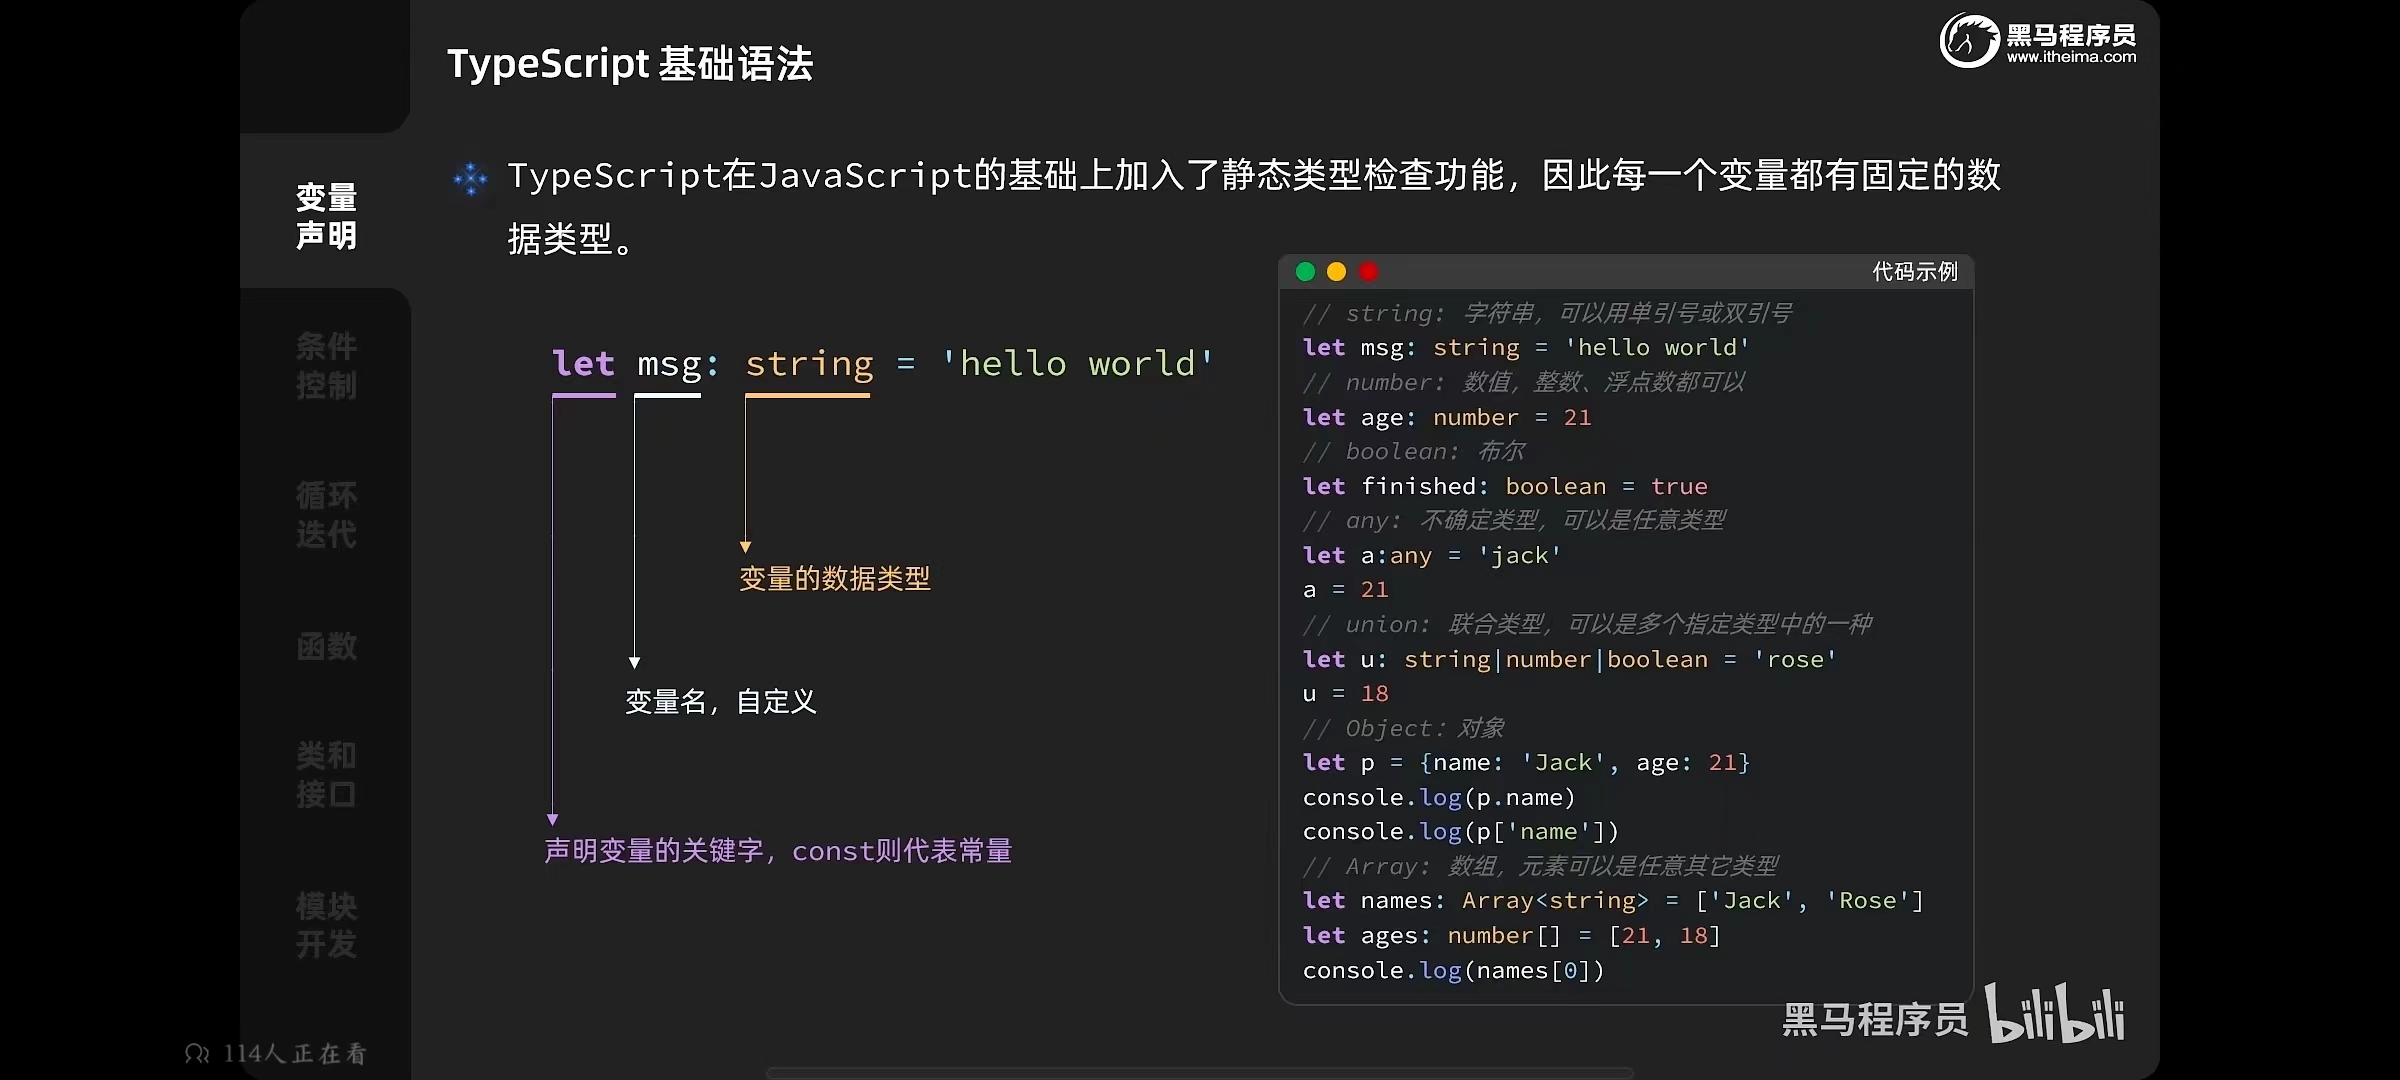 TypeScript 基础语法
黑马程序员
www.itheima.com
变量
声明
条件
控制
循环
迭代
函数
类和
接口
模块
开发
TypeScript在JavaScript的基础上加入了静态类型检查功能，因此每一个变量都有固定的数
据类型。
let msg: string = 'hello world'
变量的数据类型
变量名，自定义
声明变量的关键字，const则代表常量
代码示例
// string: 字符串，可以用单引号或双引号
let msg: string = 'hello world'
// number: 数值，整数、浮点数都可以
let age: number = 21
// boolean: 布尔
let finished: boolean = true
// any: 不确定类型，可以是任意类型
let a:any = 'jack'
a = 21
// union: 联合类型，可以是多个指定类型中的一种
let u: string|number|boolean = 'rose'
u = 18
// Object：对象
let p = {name: 'Jack', age: 21}
console.log(p.name)
console.log(p['name'])
// Array: 数组，元素可以是任意其它类型
let names: Array<string> = ['Jack', 'Rose']
let ages: number[] = [21, 18]
console.log(names[0])
黑马程序员 bilibili
114人正在看